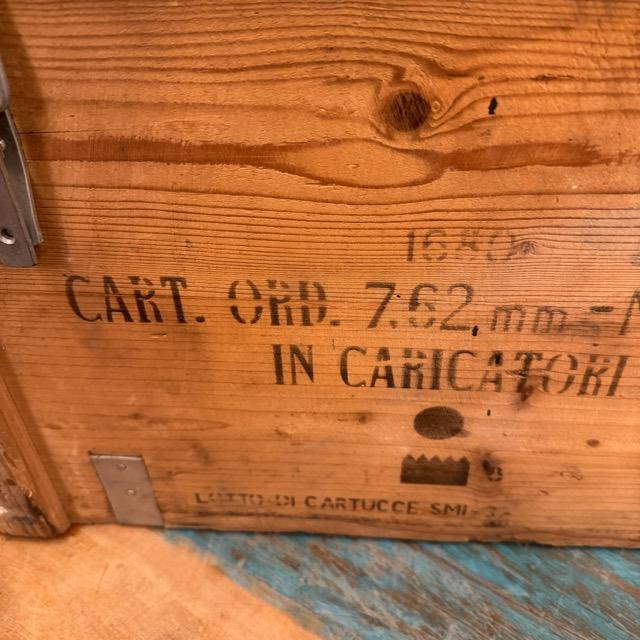 1680
CART. ORD. 7.62 mm
IN CARICATORI
LOTTO DI CARTUCCE SMI